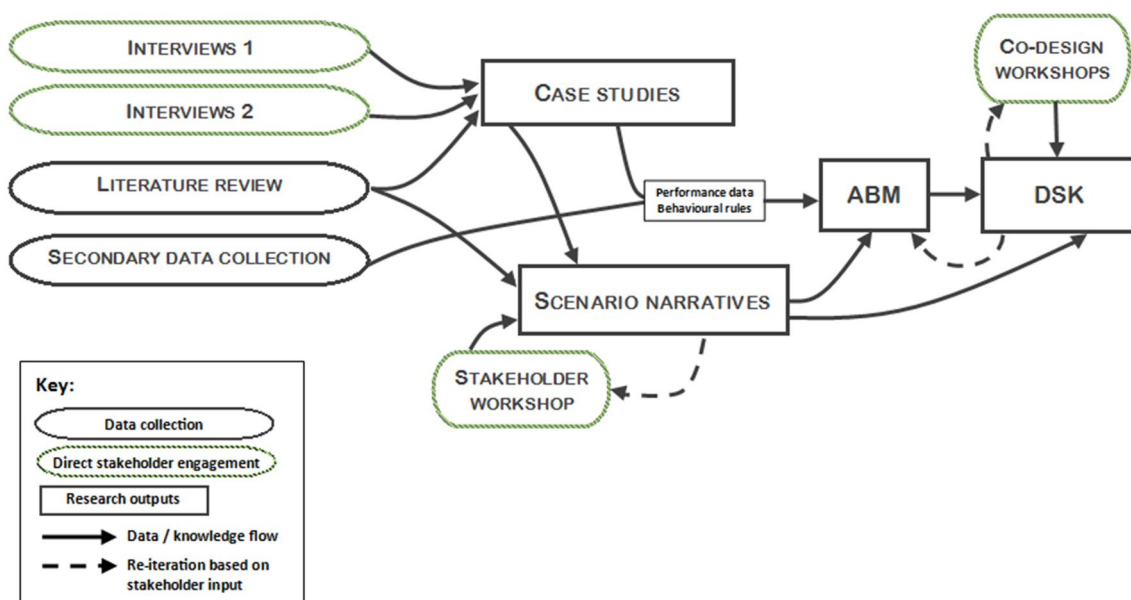 INTERVIEWS 1
INTERVIEWS 2
LITERATURE REVIEW
SECONDARY DATA COLLECTION
CASE STUDIES
Performance data
Behavioural rules
SCENARIO NARRATIVES
STAKEHOLDER
WORKSHOP
ABM
CO-DESIGN
WORKSHOPS
DSK
Key:
Data collection
Direct stakeholder engagement
Research outputs
Data / knowledge flow
Re-iteration based on
stakeholder input